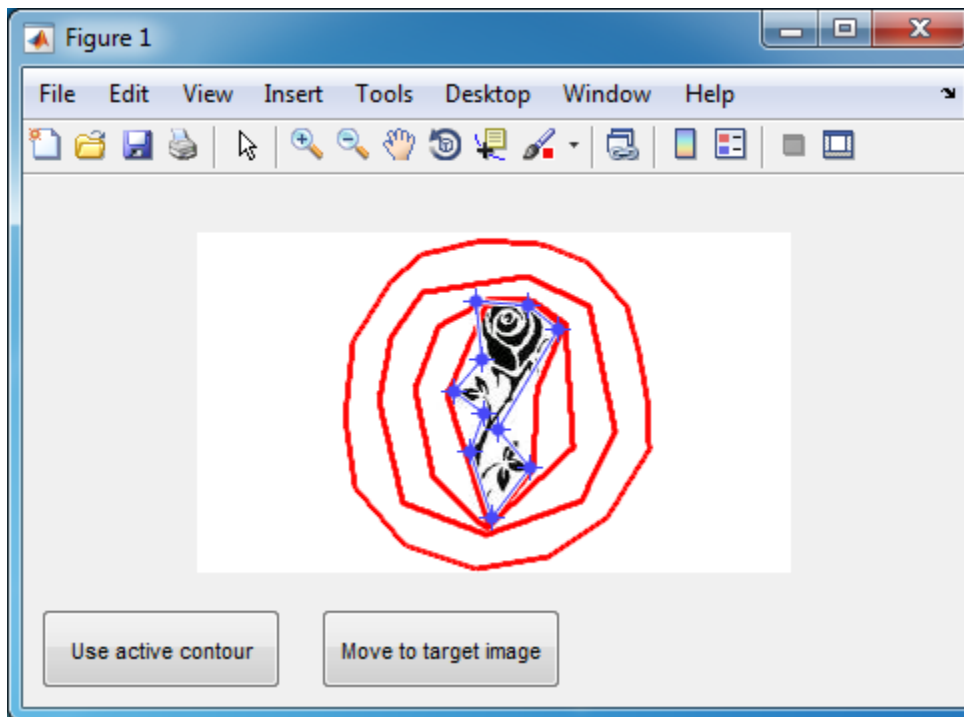 Figure 1
File Edit View Insert Tools Desktop Window Help
Use active contour Move to target image